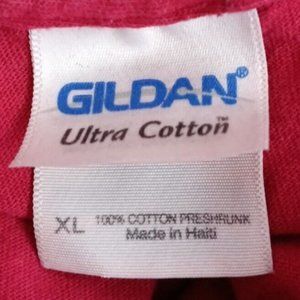 GILDAN®
Ultra Cotton™
XL 100% COTTON PRESHRUNK
Made in Haiti